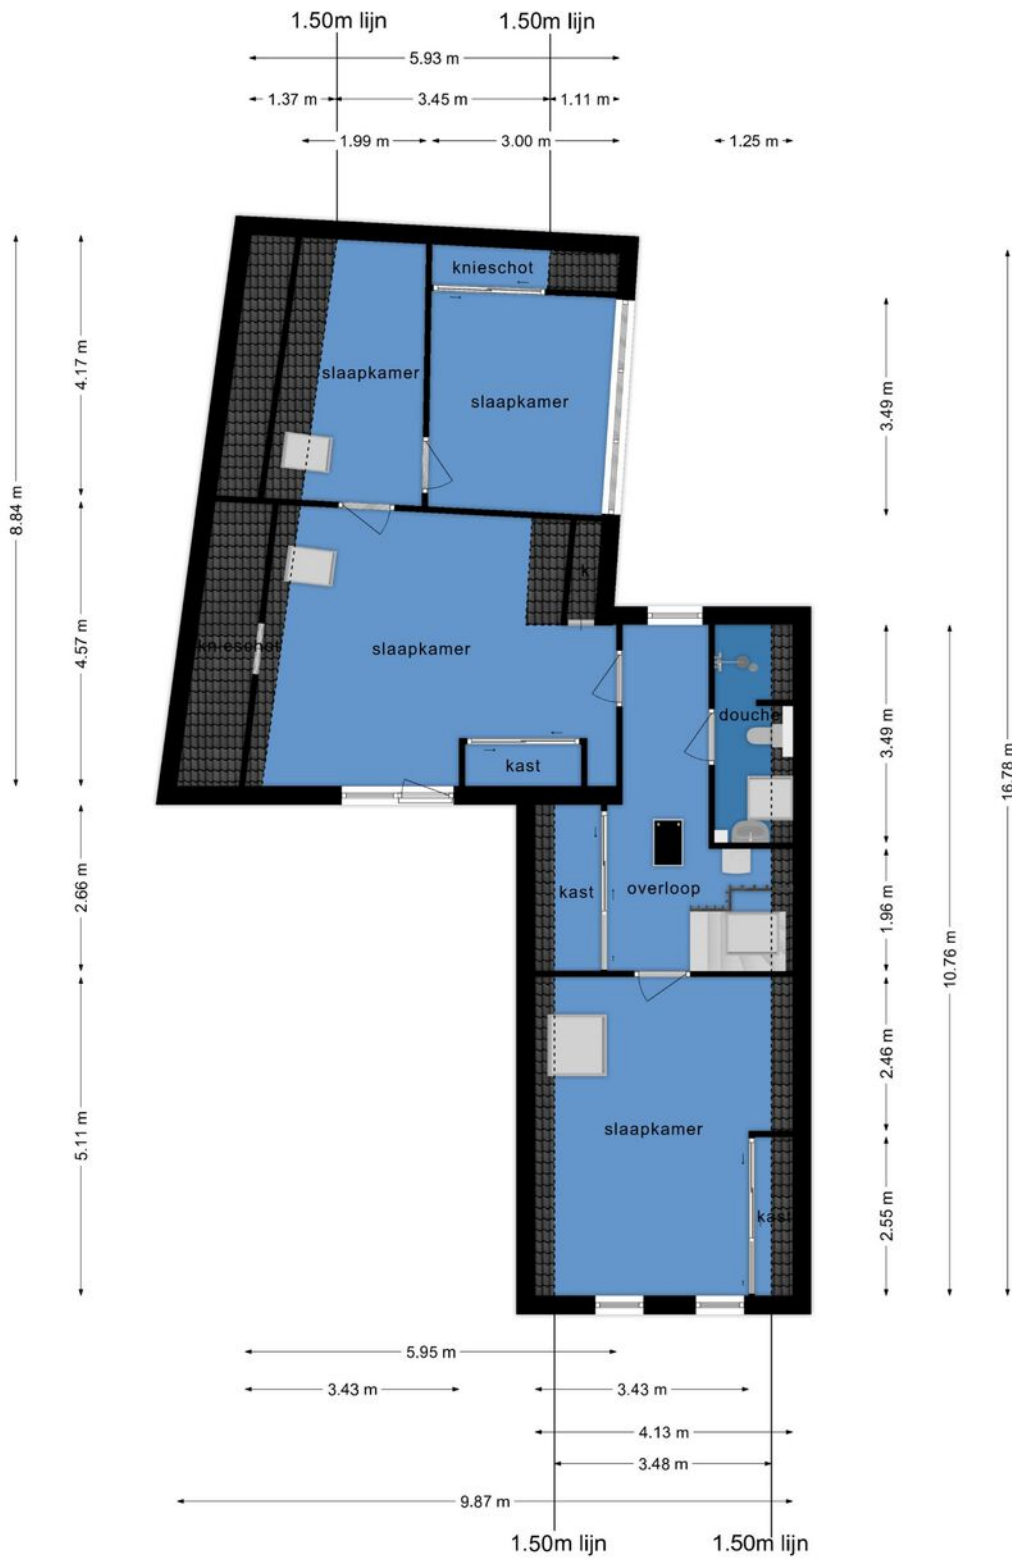 1.50m lijn
1.50m lijn
5.93 m
1.37 m
3.45 m
1.11 m
1.99 m
3.00 m
1.25 m
knieschot
slaapkamer
slaapkamer
4.17 m
3.49 m
8.84 m
k
knieschot
slaapkamer
4.57 m
douche
3.49 m
kast
16.78 m
2.66 m
kast
overloop
1.96 m
10.76 m
2.46 m
slaapkamer
5.11 m
kast
2.55 m
5.95 m
3.43 m
3.43 m
4.13 m
3.48 m
9.87 m
1.50m lijn
1.50m lijn